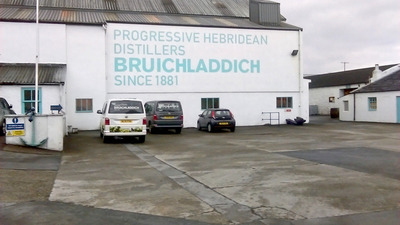 PROGRESSIVE HEBRIDEAN
DISTILLERS
BRUICHLADDICH
SINCE 1881